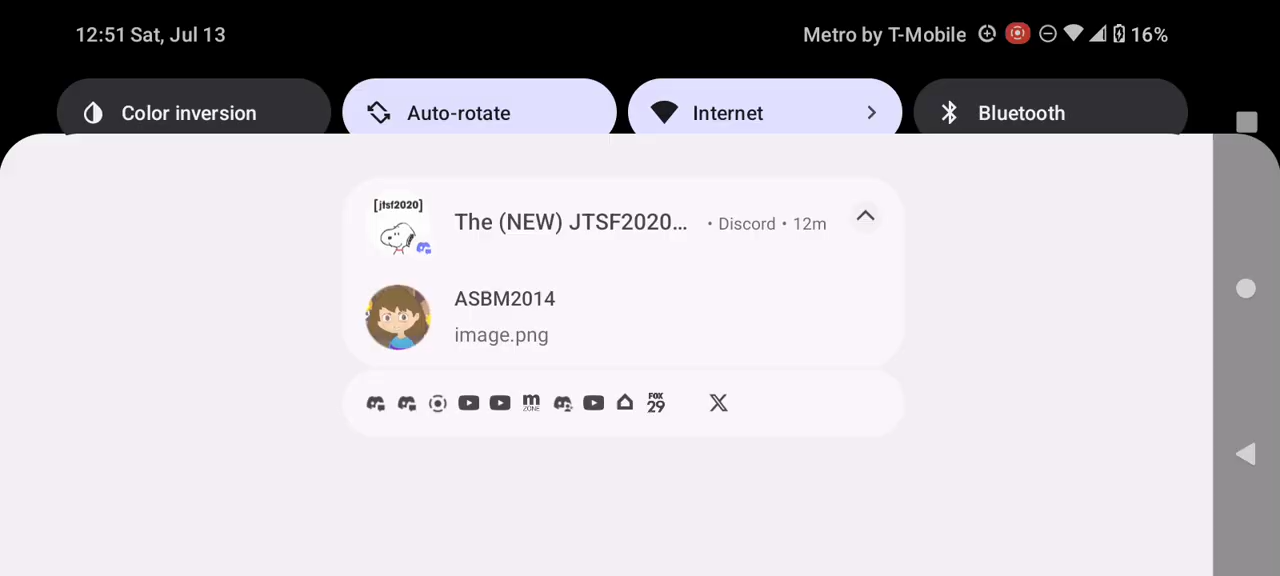 12:51 Sat, Jul 13
Metro by T-Mobile 16%
Color inversion
Auto-rotate
Internet
Bluetooth
[jtsf2020]
The (NEW) JTSF2020... • Discord • 12m
ASBM2014
image.png
m ZONE
FOX 29
X